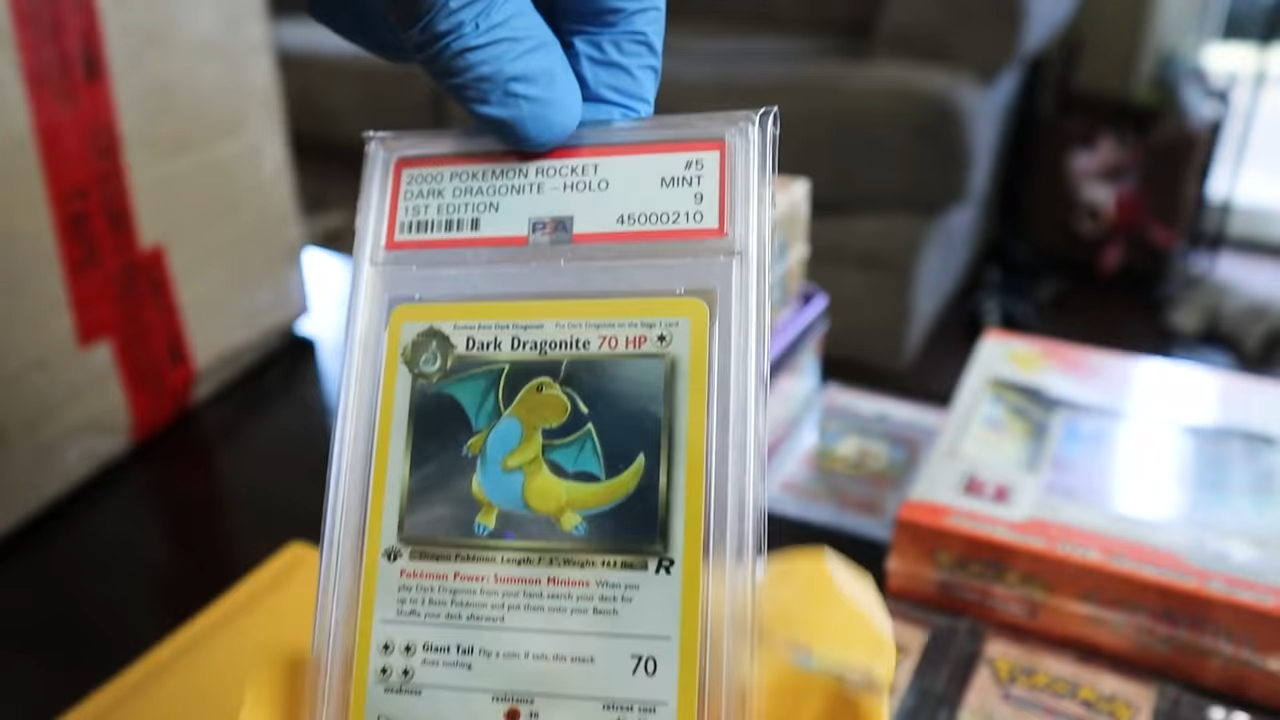 2000 POKEMON ROCKET #5
DARK DRAGONITE - HOLO MINT
1ST EDITION 9
PSA 45000210
Evolves from Dark Dragonair Put Dark Dragonite on the Stage 1 card
Dark Dragonite 70 HP
Dragon Pokémon. Length: Weight: lbs.
R
Pokémon Power: Summon Minions When you
play Dark Dragonite from your hand, search your deck for
up to 2 Basic Pokémon and put them onto your Bench.
Shuffle your deck afterward.
Giant Tail Flip a coin. If tails, this attack
does nothing. 70
weakness resistance retreat cost
-30
POKéMON